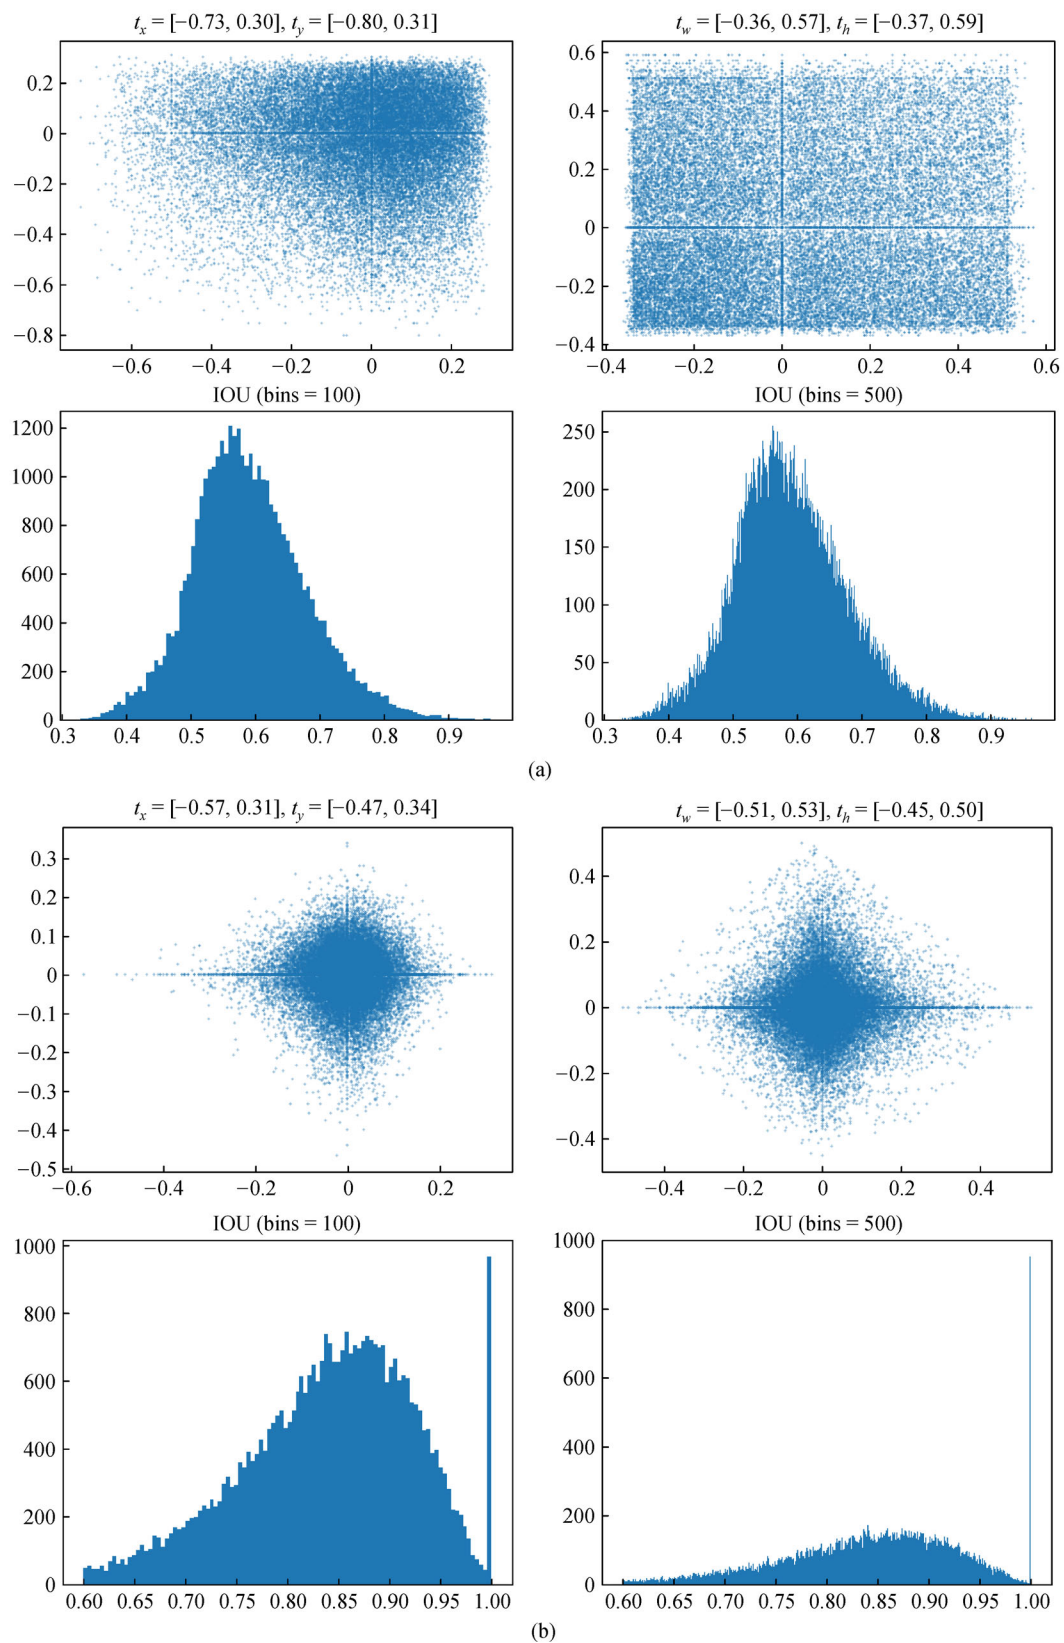 t_x = [−0.73, 0.30], t_y = [−0.80, 0.31]
t_w = [−0.36, 0.57], t_h = [−0.37, 0.59]
0.2
0
−0.2
−0.4
−0.6
−0.8
−0.6 −0.4 −0.2 0 0.2
0.6
0.4
0.2
0
−0.2
−0.4
−0.4 −0.2 0 0.2 0.4 0.6
IOU (bins = 100)
1200
1000
800
600
400
200
0
0.3 0.4 0.5 0.6 0.7 0.8 0.9
IOU (bins = 500)
250
200
150
100
50
0
0.3 0.4 0.5 0.6 0.7 0.8 0.9
(a)
t_x = [−0.57, 0.31], t_y = [−0.47, 0.34]
t_w = [−0.51, 0.53], t_h = [−0.45, 0.50]
0.3
0.2
0.1
0
−0.1
−0.2
−0.3
−0.4
−0.5
−0.6 −0.4 −0.2 0 0.2
0.4
0.2
0
−0.2
−0.4
−0.4 −0.2 0 0.2 0.4
IOU (bins = 100)
1000
800
600
400
200
0
0.60 0.65 0.70 0.75 0.80 0.85 0.90 0.95 1.00
IOU (bins = 500)
1000
800
600
400
200
0
0.60 0.65 0.70 0.75 0.80 0.85 0.90 0.95 1.00
(b)